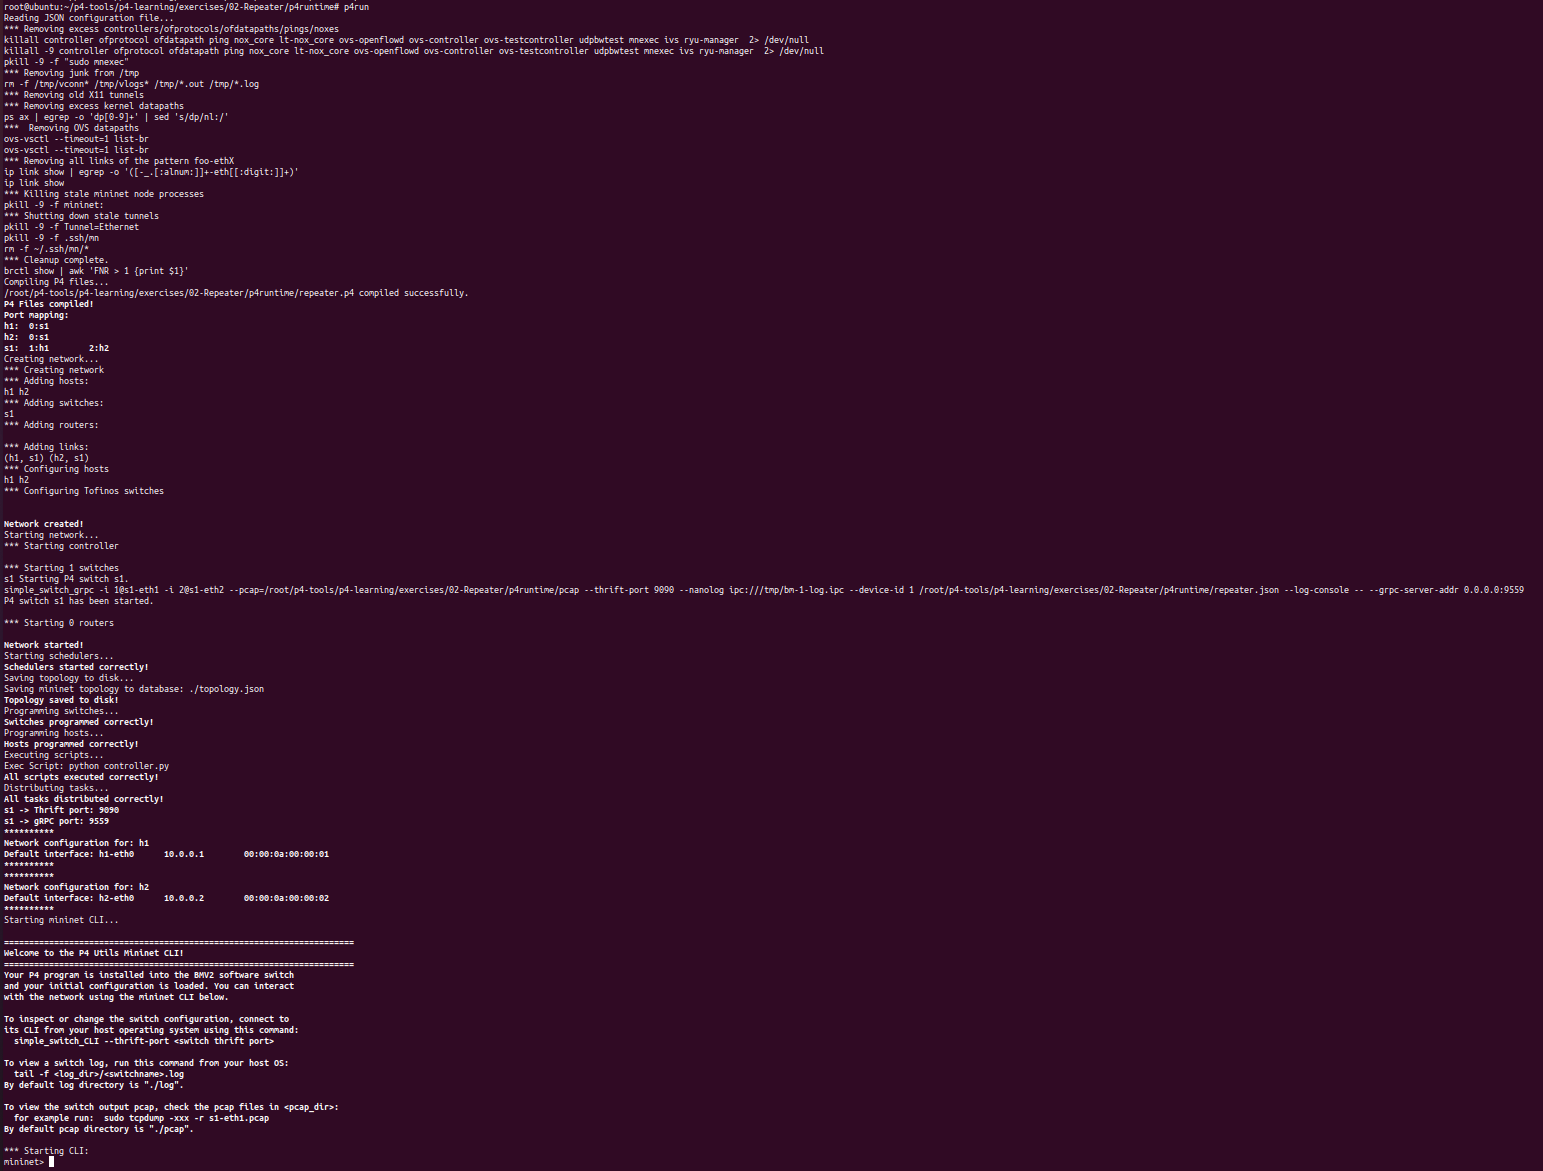 root@ubuntu:~/p4-tools/p4-learning/exercises/02-Repeater/p4runtime# p4run
Reading JSON configuration file...
*** Removing excess controllers/ofprotocols/ofdatapaths/pings/noxes
killall controller ofprotocol ofdatapath ping nox_core lt-nox_core ovs-openflowd ovs-controller ovs-testcontroller udpbwtest mnexec ivs ryu-manager  2> /dev/null
killall -9 controller ofprotocol ofdatapath ping nox_core lt-nox_core ovs-openflowd ovs-controller ovs-testcontroller udpbwtest mnexec ivs ryu-manager  2> /dev/null
pkill -9 -f "sudo mnexec"
*** Removing junk from /tmp
rm -f /tmp/vconn* /tmp/vlogs* /tmp/*.out /tmp/*.log
*** Removing old X11 tunnels
*** Removing excess kernel datapaths
ps ax | egrep -o 'dp[0-9]+' | sed 's/dp/nl:/'
***  Removing OVS datapaths
ovs-vsctl --timeout=1 list-br
ovs-vsctl --timeout=1 list-br
*** Removing all links of the pattern foo-ethX
ip link show | egrep -o '([-_.[:alnum:]]+-eth[[:digit:]]+)'
ip link show
*** Killing stale mininet node processes
pkill -9 -f mininet:
*** Shutting down stale tunnels
pkill -9 -f Tunnel=Ethernet
pkill -9 -f .ssh/mn
rm -f ~/.ssh/mn/*
*** Cleanup complete.
brctl show | awk 'FNR > 1 {print $1}'
Compiling P4 files...
/root/p4-tools/p4-learning/exercises/02-Repeater/p4runtime/repeater.p4 compiled successfully.
P4 Files compiled!
Port mapping:
h1:  0:s1
h2:  0:s1
s1:  1:h1        2:h2
Creating network...
*** Creating network
*** Adding hosts:
h1 h2
*** Adding switches:
s1
*** Adding routers:

*** Adding links:
(h1, s1) (h2, s1)
*** Configuring hosts
h1 h2
*** Configuring Tofinos switches

Network created!
Starting network...
*** Starting controller

*** Starting 1 switches
s1 Starting P4 switch s1.
simple_switch_grpc -i 1@s1-eth1 -i 2@s1-eth2 --pcap=/root/p4-tools/p4-learning/exercises/02-Repeater/p4runtime/pcap --thrift-port 9090 --nanolog ipc:///tmp/bm-1-log.ipc --device-id 1 /root/p4-tools/p4-learning/exercises/02-Repeater/p4runtime/repeater.json --log-console -- --grpc-server-addr 0.0.0.0:9559
P4 switch s1 has been started.

*** Starting 0 routers

Network started!
Starting schedulers...
Schedulers started correctly!
Saving topology to disk...
Saving mininet topology to database: ./topology.json
Topology saved to disk!
Programming switches...
Switches programmed correctly!
Programming hosts...
Hosts programmed correctly!
Executing scripts...
Exec Script: python controller.py
All scripts executed correctly!
Distributing tasks...
All tasks distributed correctly!
s1 -> Thrift port: 9090
s1 -> gRPC port: 9559
**********
Network configuration for: h1
Default interface: h1-eth0      10.0.0.1        00:00:0a:00:00:01
**********
**********
Network configuration for: h2
Default interface: h2-eth0      10.0.0.2        00:00:0a:00:00:02
**********
Starting mininet CLI...

======================================================================
Welcome to the P4 Utils Mininet CLI!
======================================================================
Your P4 program is installed into the BMV2 software switch
and your initial configuration is loaded. You can interact
with the network using the mininet CLI below.

To inspect or change the switch configuration, connect to
its CLI from your host operating system using this command:
  simple_switch_CLI --thrift-port <switch thrift port>

To view a switch log, run this command from your host OS:
  tail -f <log_dir>/<switchname>.log
By default log directory is "./log".

To view the switch output pcap, check the pcap files in <pcap_dir>:
  for example run:  sudo tcpdump -xxx -r s1-eth1.pcap
By default pcap directory is "./pcap".

*** Starting CLI:
mininet>